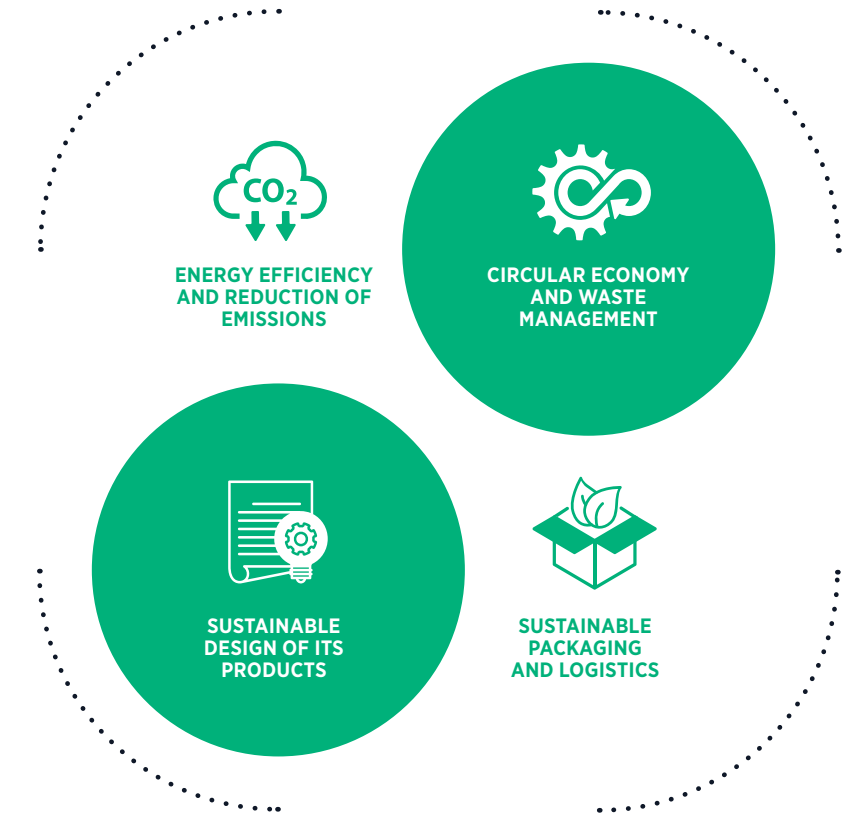 CO₂
ENERGY EFFICIENCY
AND REDUCTION OF
EMISSIONS
CIRCULAR ECONOMY
AND WASTE
MANAGEMENT
SUSTAINABLE
DESIGN OF ITS
PRODUCTS
SUSTAINABLE
PACKAGING
AND LOGISTICS